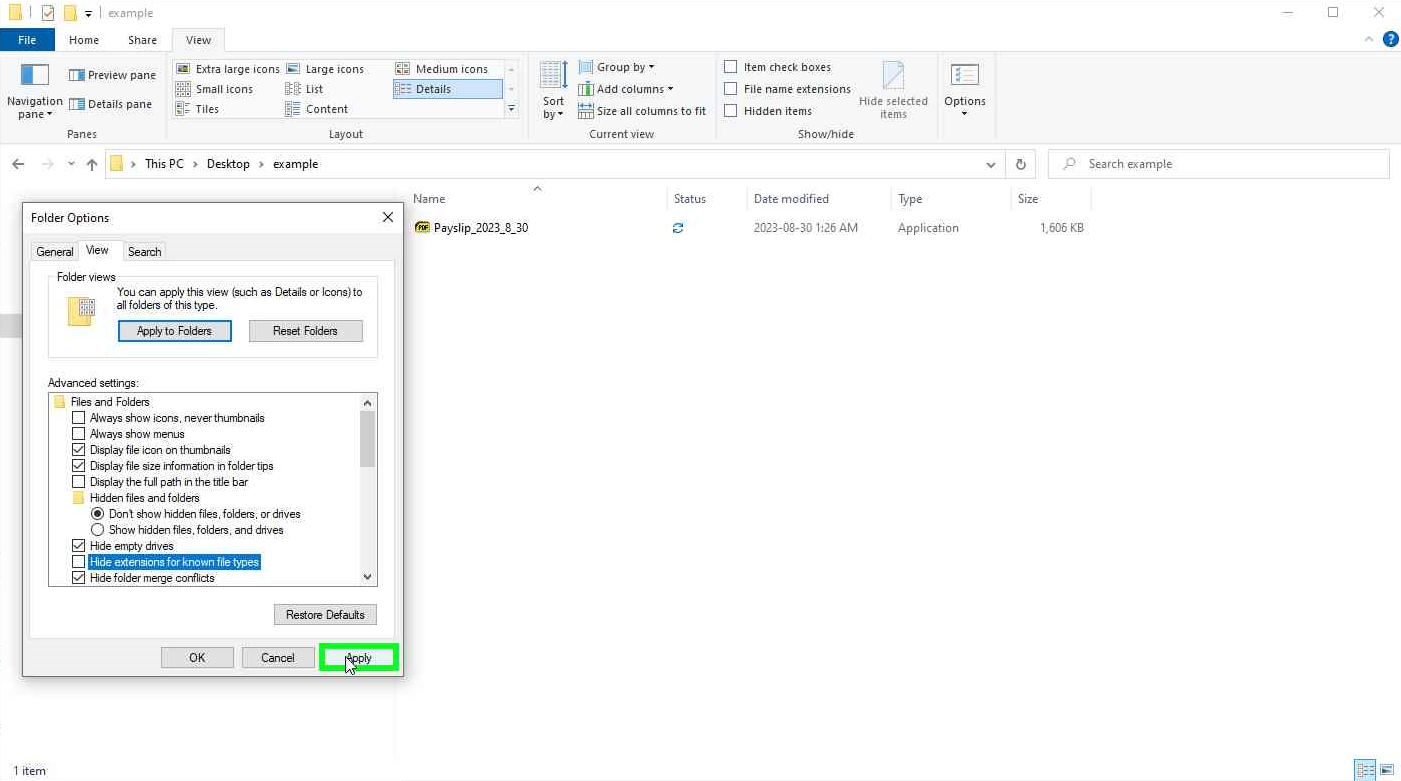 example
File Home Share View
Navigation pane
Preview pane
Details pane
Panes
Extra large icons Large icons Medium icons
Small icons List Details
Tiles Content
Layout
Sort by
Group by
Add columns
Size all columns to fit
Current view
Item check boxes
File name extensions
Hidden items
Hide selected items
Show/hide
Options
This PC Desktop example
Search example
Name Status Date modified Type Size
PDF Payslip_2023_8_30 2023-08-30 1:26 AM Application 1,606 KB
Folder Options
General View Search
Folder views
You can apply this view (such as Details or Icons) to
all folders of this type.
Apply to Folders Reset Folders
Advanced settings:
Files and Folders
Always show icons, never thumbnails
Always show menus
Display file icon on thumbnails
Display file size information in folder tips
Display the full path in the title bar
Hidden files and folders
Don't show hidden files, folders, or drives
Show hidden files, folders, and drives
Hide empty drives
Hide extensions for known file types
Hide folder merge conflicts
Restore Defaults
OK Cancel Apply
1 item